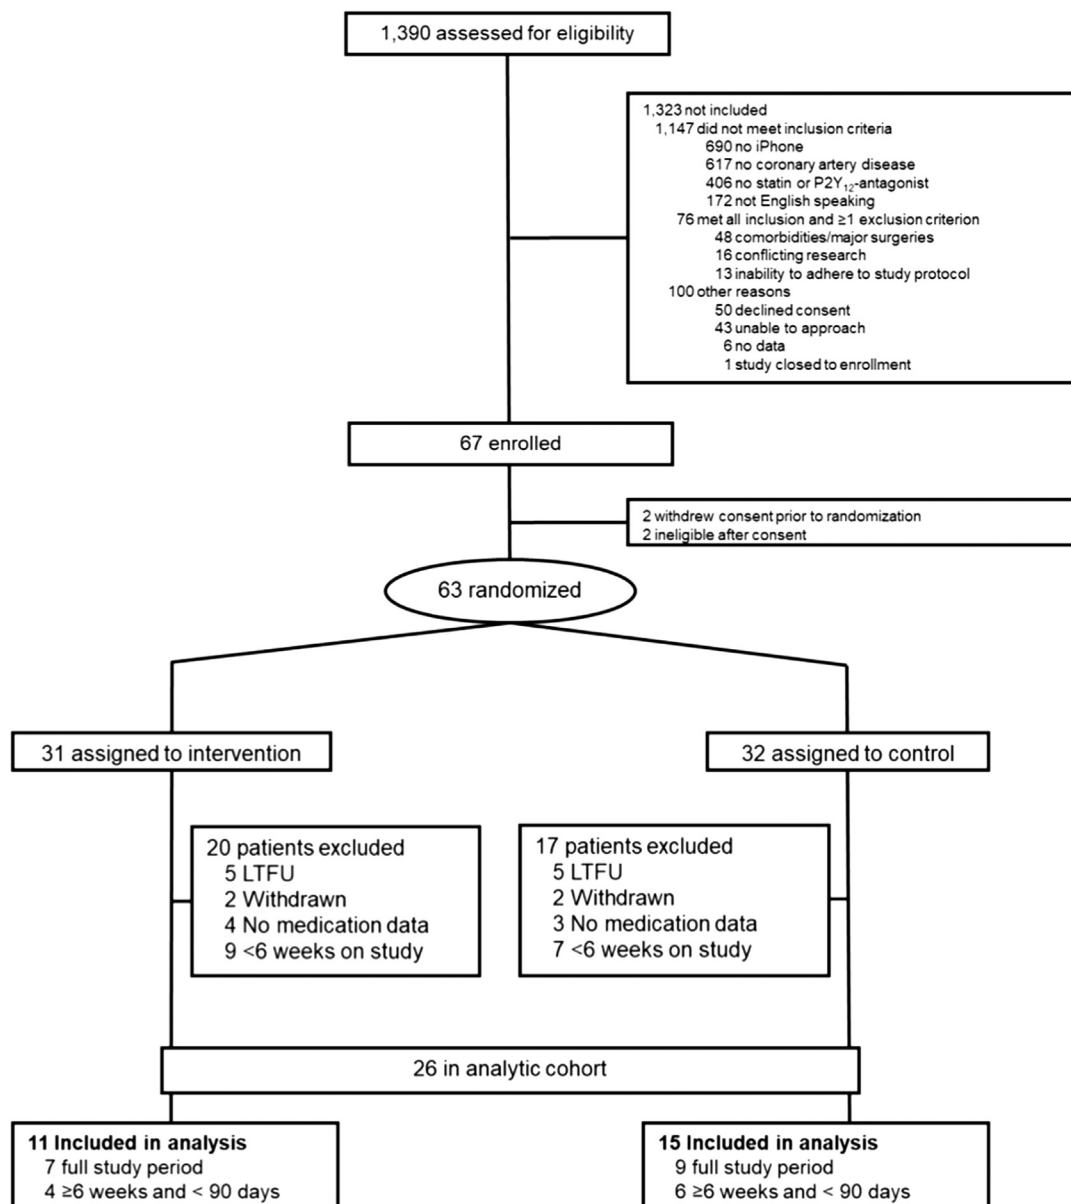 1,390 assessed for eligibility
1,323 not included
1,147 did not meet inclusion criteria
690 no iPhone
617 no coronary artery disease
406 no statin or P2Y₁₂-antagonist
172 not English speaking
76 met all inclusion and ≥1 exclusion criterion
48 comorbidities/major surgeries
16 conflicting research
13 inability to adhere to study protocol
100 other reasons
50 declined consent
43 unable to approach
6 no data
1 study closed to enrollment
67 enrolled
2 withdrew consent prior to randomization
2 ineligible after consent
63 randomized
31 assigned to intervention
32 assigned to control
20 patients excluded
5 LTFU
2 Withdrawn
4 No medication data
9 <6 weeks on study
17 patients excluded
5 LTFU
2 Withdrawn
3 No medication data
7 <6 weeks on study
26 in analytic cohort
11 Included in analysis
7 full study period
4 ≥6 weeks and < 90 days
15 Included in analysis
9 full study period
6 ≥6 weeks and < 90 days